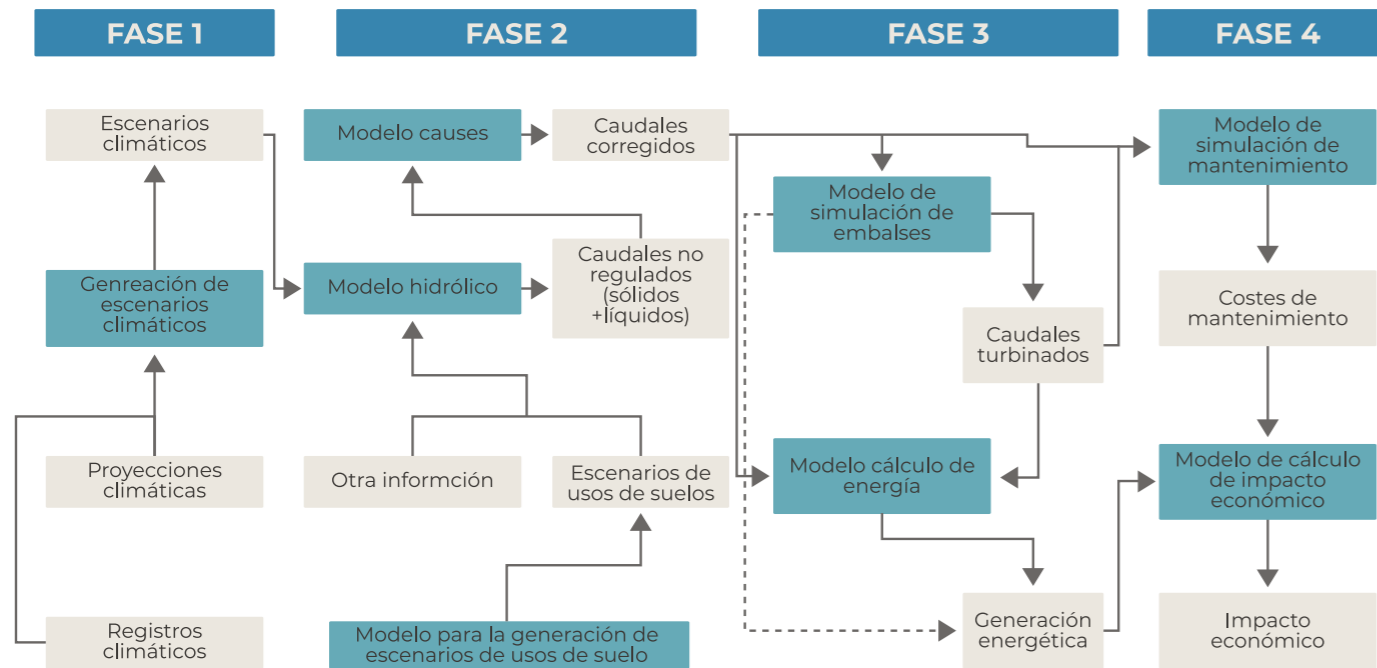 FASE 1
FASE 2
FASE 3
FASE 4
Escenarios
climáticos
Genreación de
escenarios
climáticos
Proyecciones
climáticas
Registros
climáticos
Modelo causes
Caudales
corregidos
Modelo hidrólico
Caudales no
regulados
(sólidos
+líquidos)
Otra informción
Escenarios de
usos de suelos
Modelo para la generación de
escenarios de usos de suelo
Modelo de
simulación de
embalses
Caudales
turbinados
Modelo cálculo de
energía
Generación
energética
Modelo de
simulación de
mantenimiento
Costes de
mantenimiento
Modelo de cálculo
de impacto
económico
Impacto
económico